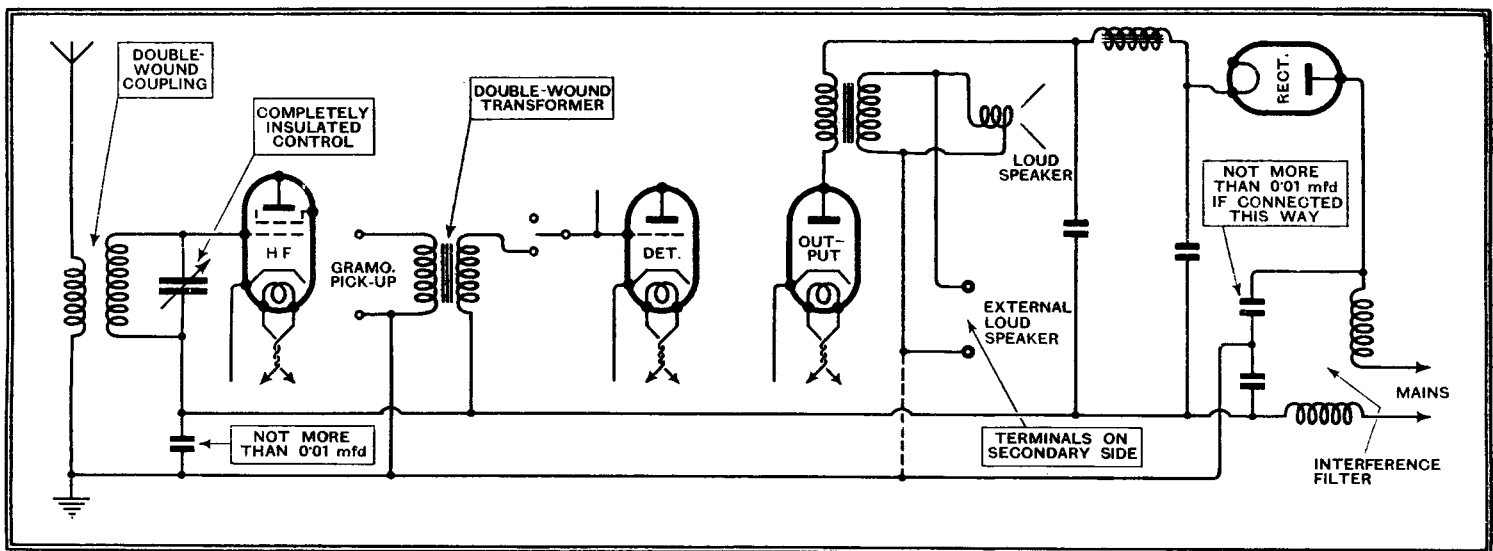 DOUBLE-
WOUND
COUPLING
COMPLETELY
INSULATED
CONTROL
DOUBLE-WOUND
TRANSFORMER
HF
GRAMO.
PICK-UP
DET.
OUT-
PUT
LOUD
SPEAKER
RECT.
NOT MORE
THAN 0·01 mfd
IF CONNECTED
THIS WAY
EXTERNAL
LOUD
SPEAKER
MAINS
NOT MORE
THAN 0·01 mfd
TERMINALS ON
SECONDARY SIDE
INTERFERENCE
FILTER